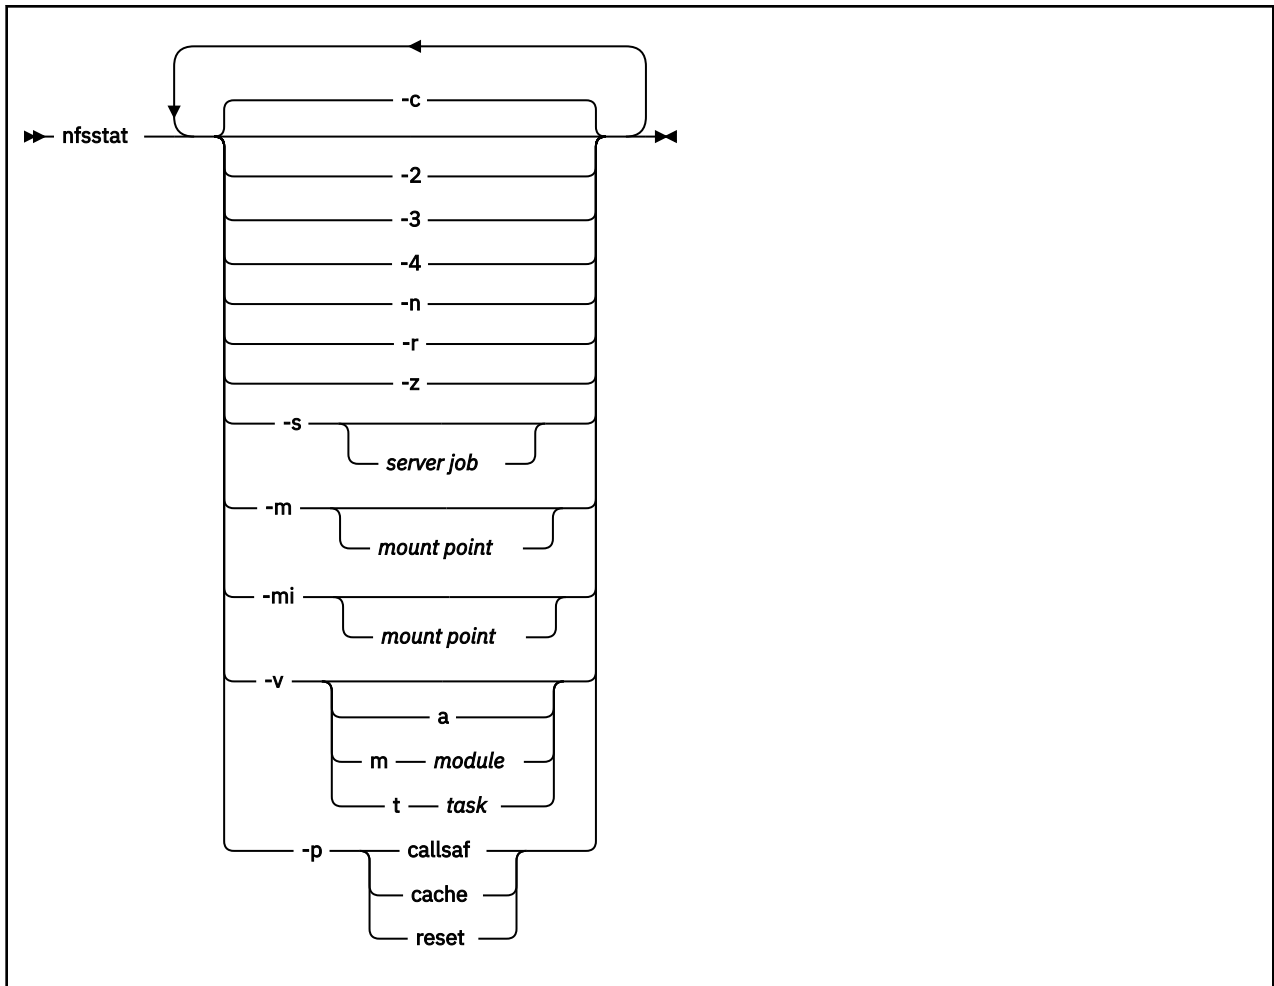 -c
nfsstat
-2
-3
-4
-n
-r
-z
-s
server job
-m
mount point
-mi
mount point
-v
a
m module
t task
-p callsaf
cache
reset